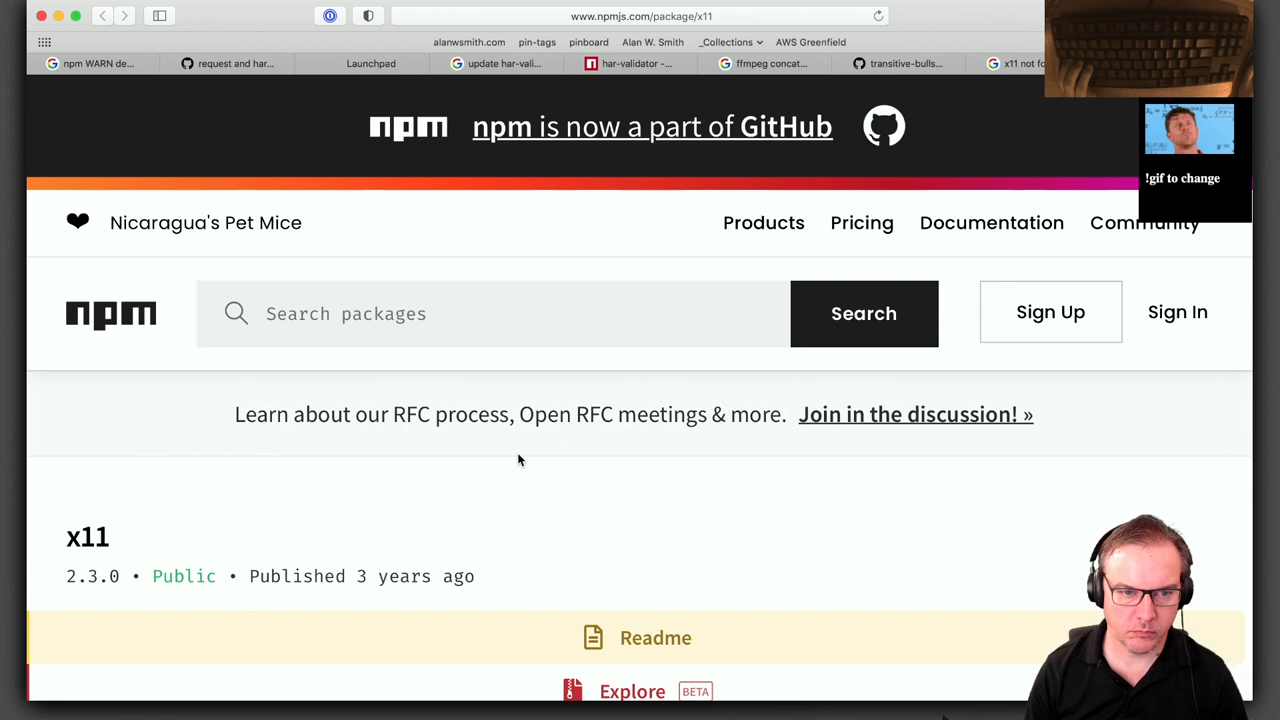 www.npmjs.com/package/x11
alanwsmith.com pin-tags pinboard Alan W. Smith _Collections AWS Greenfield
npm WARN de... request and har... Launchpad update har-vali... har-validator -... ffmpeg concat... transitive-bulls... x11 not fo
npm npm is now a part of GitHub
!gif to change
Nicaragua's Pet Mice Products Pricing Documentation Community
npm Search packages Search Sign Up Sign In
Learn about our RFC process, Open RFC meetings & more. Join in the discussion! »
x11
2.3.0 • Public • Published 3 years ago
Readme
Explore BETA